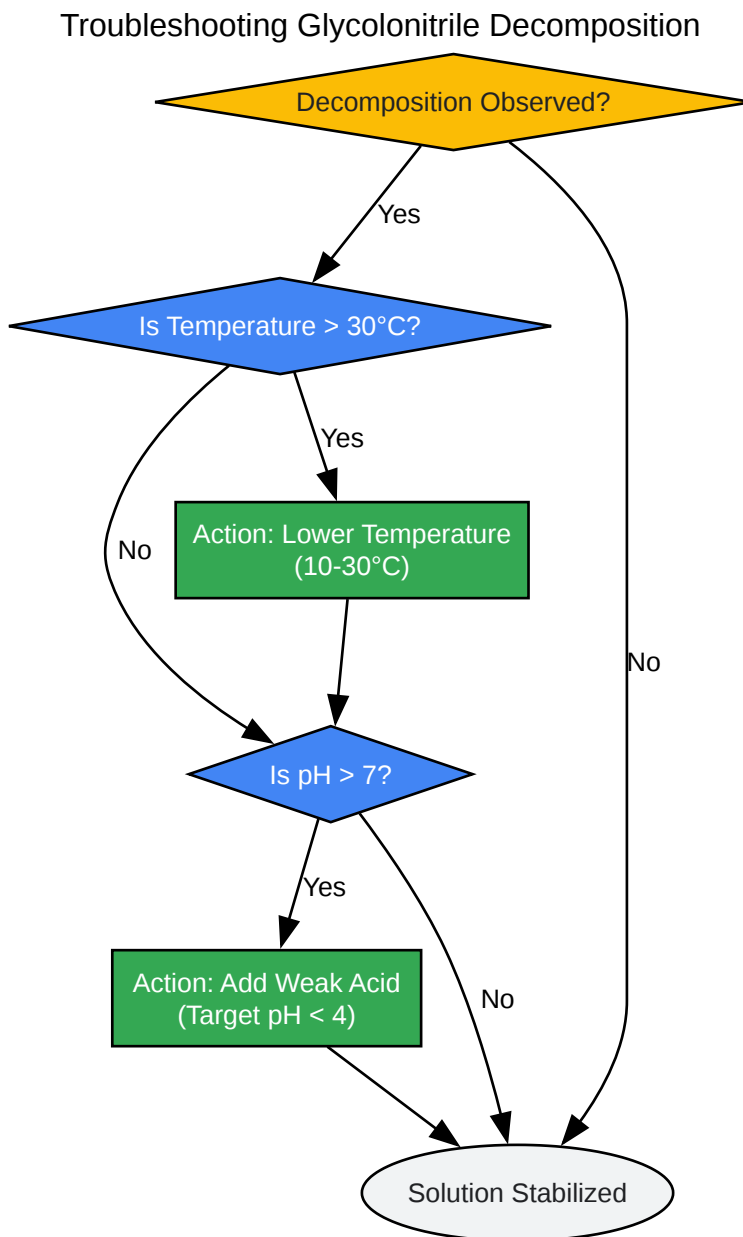 Troubleshooting Glycolonitrile Decomposition
Decomposition Observed?
Yes
Is Temperature > 30°C?
Yes
Action: Lower Temperature
(10-30°C)
No
No
Is pH > 7?
Yes
Action: Add Weak Acid
(Target pH < 4)
No
Solution Stabilized